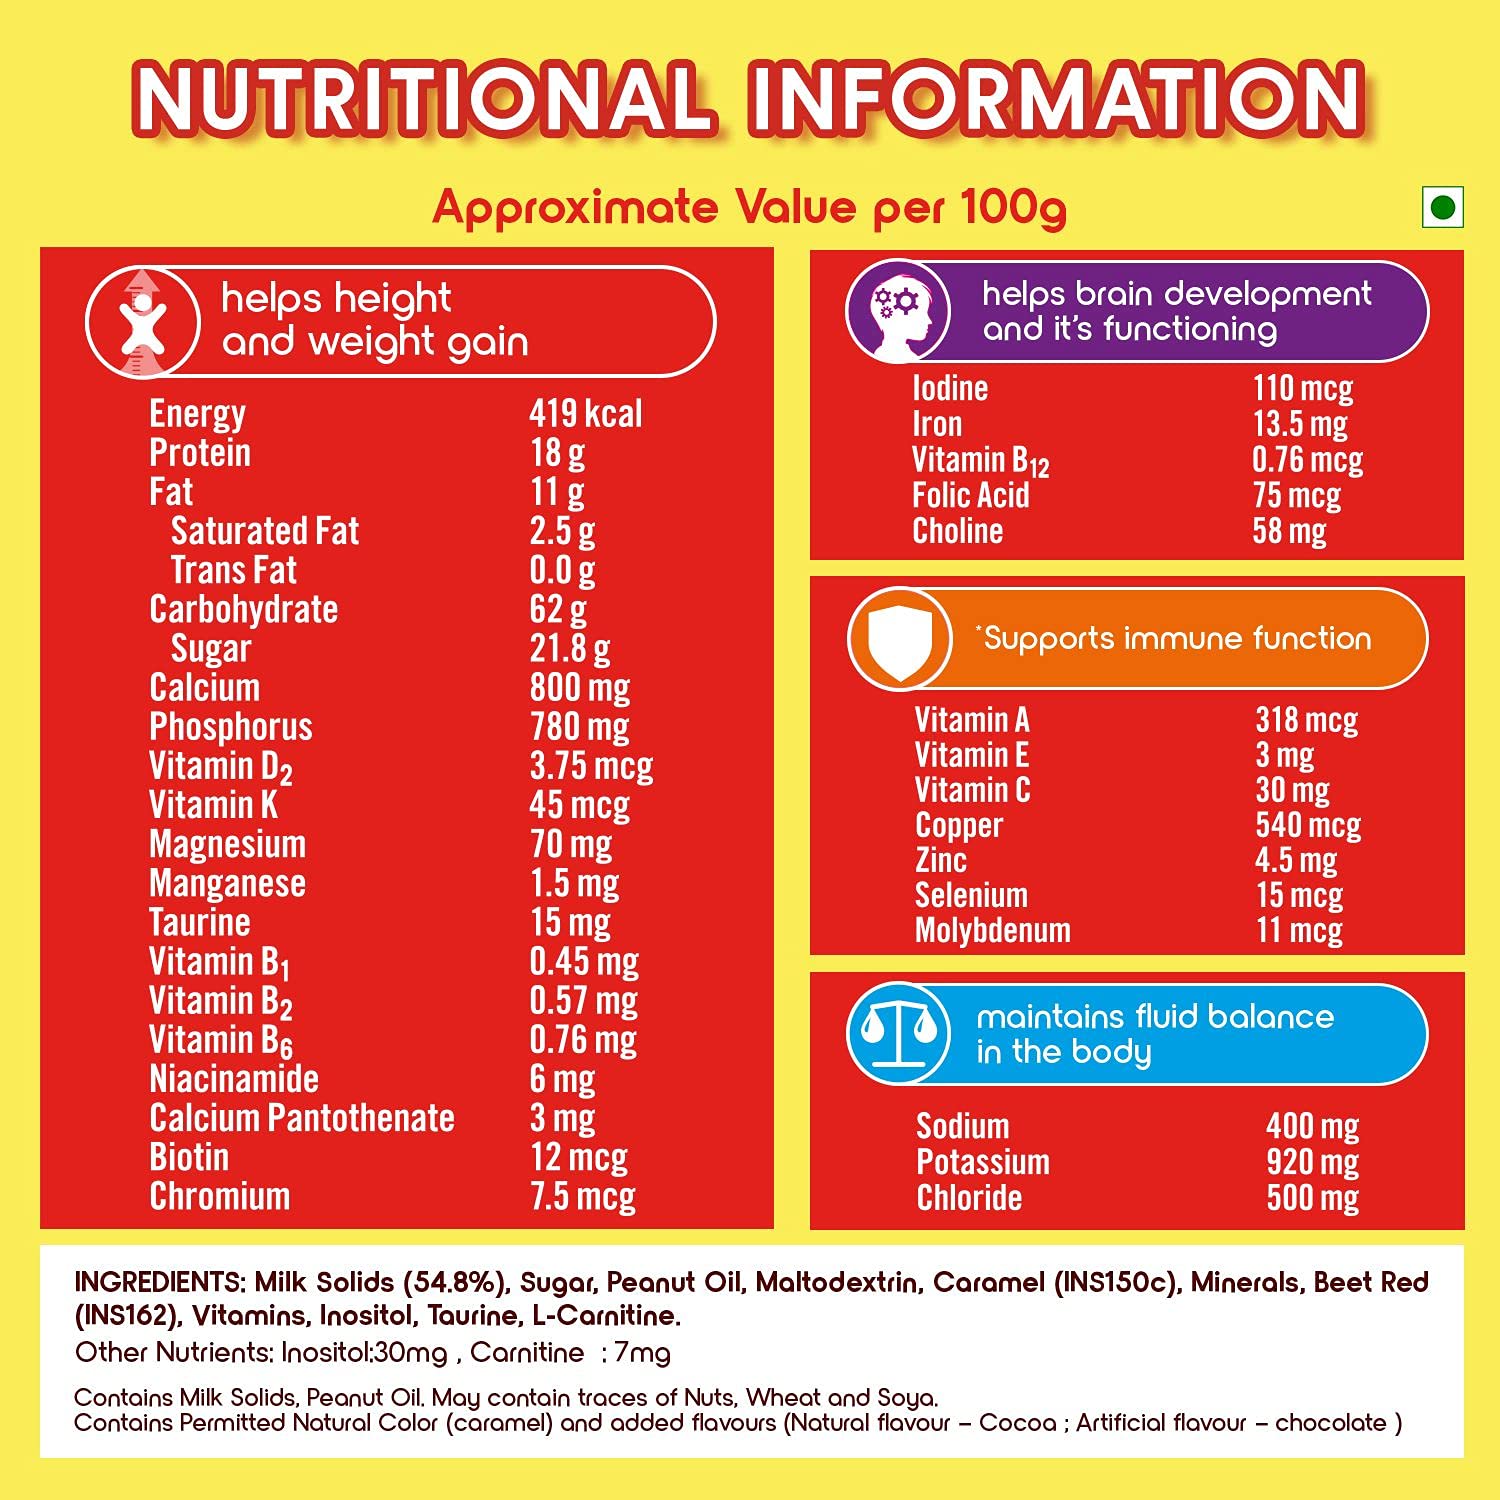 NUTRITIONAL INFORMATION
Approximate Value per 100g
helps height
and weight gain
Energy 419 kcal
Protein 18 g
Fat 11 g
Saturated Fat 2.5 g
Trans Fat 0.0 g
Carbohydrate 62 g
Sugar 21.8 g
Calcium 800 mg
Phosphorus 780 mg
Vitamin D2 3.75 mcg
Vitamin K 45 mcg
Magnesium 70 mg
Manganese 1.5 mg
Taurine 15 mg
Vitamin B1 0.45 mg
Vitamin B2 0.57 mg
Vitamin B6 0.76 mg
Niacinamide 6 mg
Calcium Pantothenate 3 mg
Biotin 12 mcg
Chromium 7.5 mcg
helps brain development
and it's functioning
Iodine 110 mcg
Iron 13.5 mg
Vitamin B12 0.76 mcg
Folic Acid 75 mcg
Choline 58 mg
*Supports immune function
Vitamin A 318 mcg
Vitamin E 3 mg
Vitamin C 30 mg
Copper 540 mcg
Zinc 4.5 mg
Selenium 15 mcg
Molybdenum 11 mcg
maintains fluid balance
in the body
Sodium 400 mg
Potassium 920 mg
Chloride 500 mg
INGREDIENTS: Milk Solids (54.8%), Sugar, Peanut Oil, Maltodextrin, Caramel (INS150c), Minerals, Beet Red
(INS162), Vitamins, Inositol, Taurine, L-Carnitine.
Other Nutrients: Inositol:30mg , Carnitine : 7mg
Contains Milk Solids, Peanut Oil. May contain traces of Nuts, Wheat and Soya.
Contains Permitted Natural Color (caramel) and added flavours (Natural flavour – Cocoa ; Artificial flavour – chocolate )